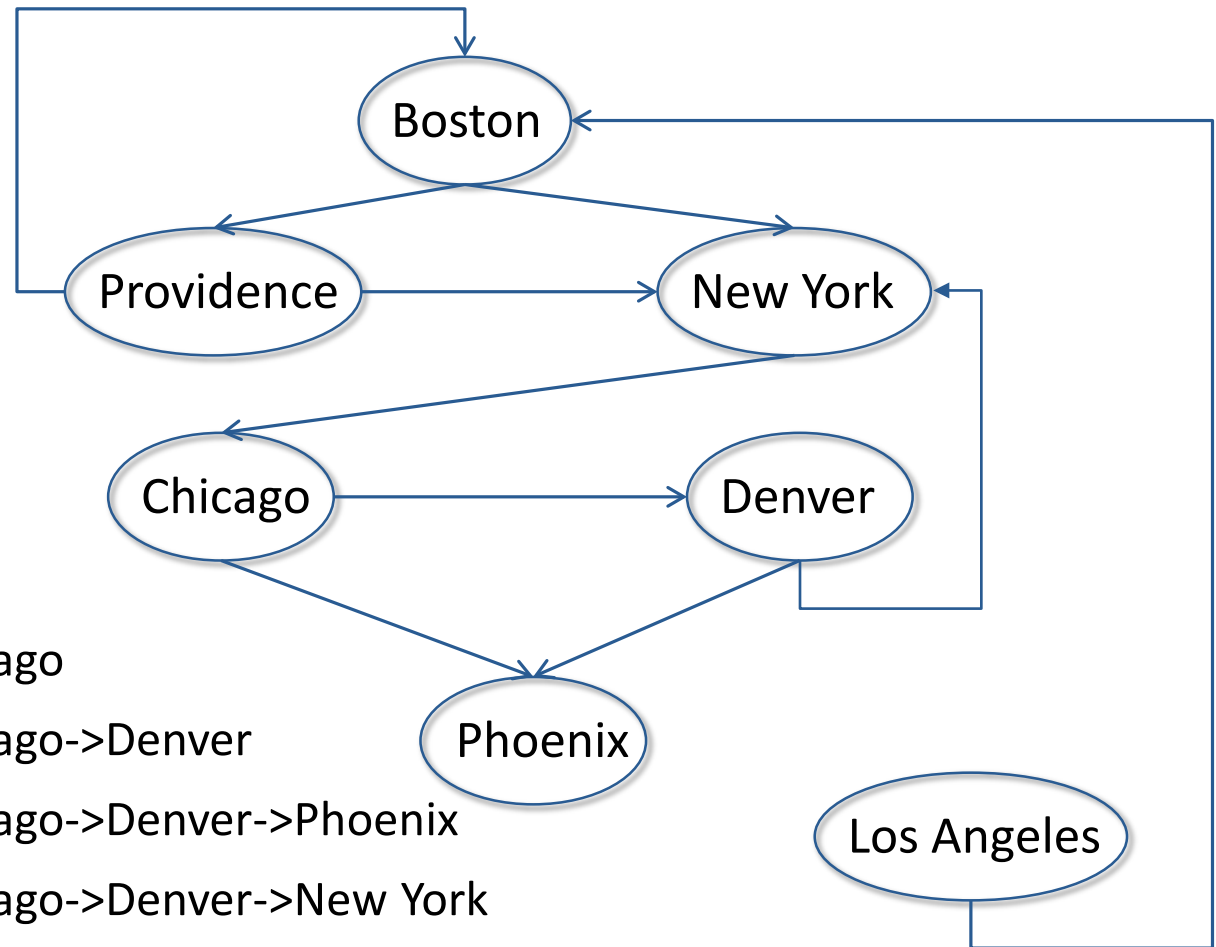 Boston
Providence
New York
Chicago
Denver
ago
Phoenix
ago->Denver
Los Angeles
ago->Denver->Phoenix
ago->Denver->New York